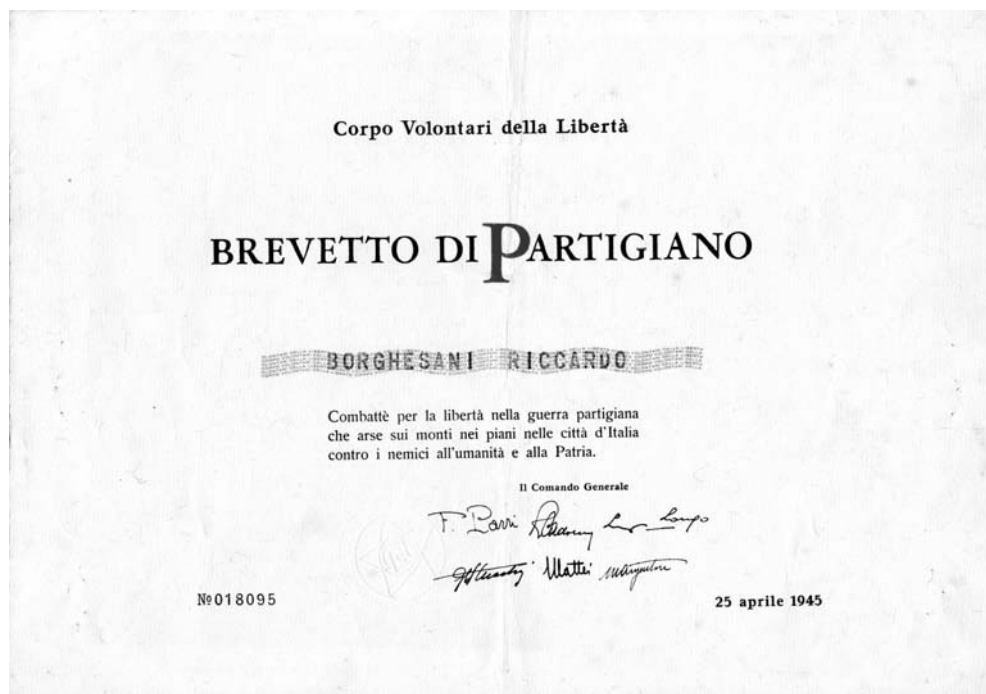 Corpo Volontari della Libertà
BREVETTO DI PARTIGIANO
BORGHESANI RICCARDO
Combattè per la libertà nella guerra partigiana
che arse sui monti nei piani nelle città d'Italia
contro i nemici all'umanità e alla Patria.
Il Comando Generale
F. Parri Longo
Mattei
№018095
25 aprile 1945